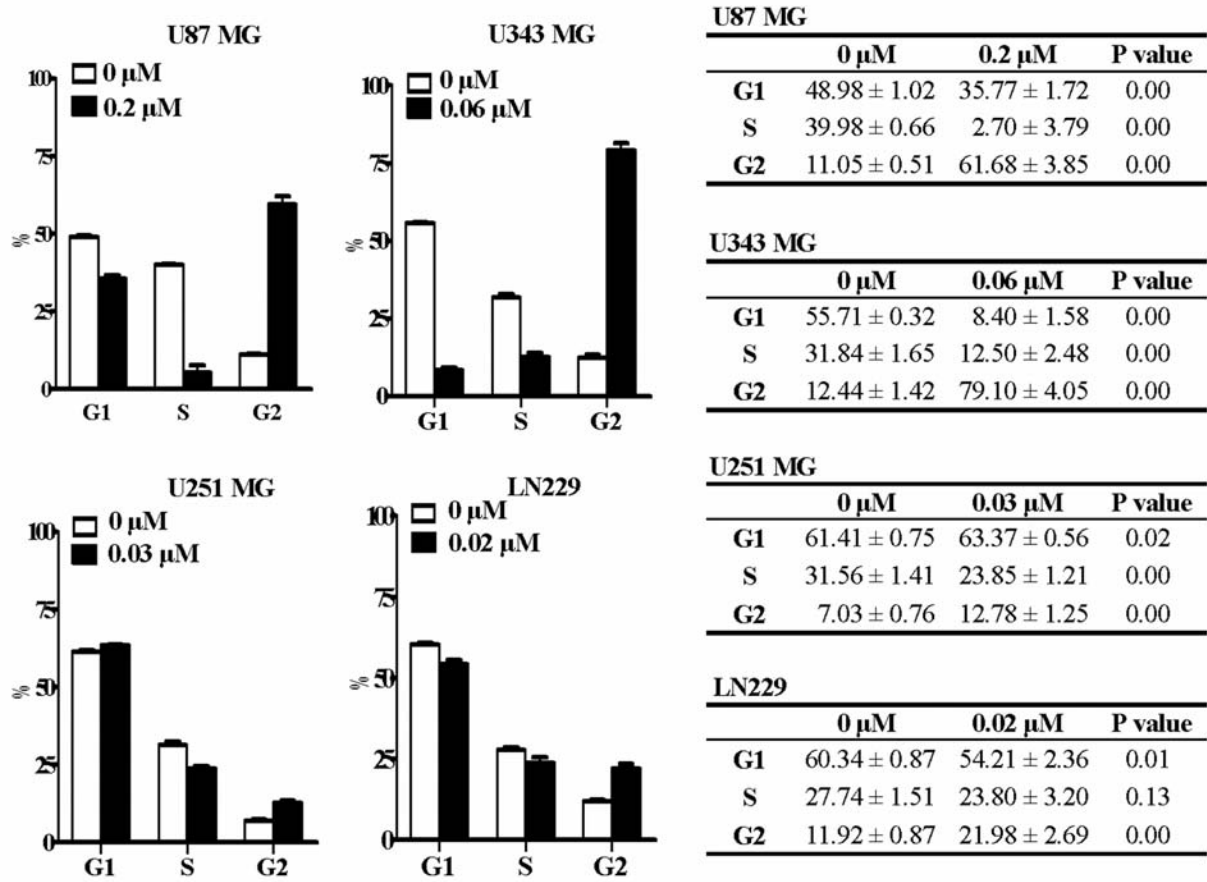 U87 MG
0 μM
0.2 μM
100
75
50
25
0
%
G1 S G2
U343 MG
0 μM
0.06 μM
100
75
50
25
0
%
G1 S G2
U251 MG
0 μM
0.03 μM
100
75
50
25
0
%
G1 S G2
LN229
0 μM
0.02 μM
100
75
50
25
0
%
G1 S G2
U87 MG
0 μM 0.2 μM P value
G1 48.98 ± 1.02 35.77 ± 1.72 0.00
S 39.98 ± 0.66 2.70 ± 3.79 0.00
G2 11.05 ± 0.51 61.68 ± 3.85 0.00
U343 MG
0 μM 0.06 μM P value
G1 55.71 ± 0.32 8.40 ± 1.58 0.00
S 31.84 ± 1.65 12.50 ± 2.48 0.00
G2 12.44 ± 1.42 79.10 ± 4.05 0.00
U251 MG
0 μM 0.03 μM P value
G1 61.41 ± 0.75 63.37 ± 0.56 0.02
S 31.56 ± 1.41 23.85 ± 1.21 0.00
G2 7.03 ± 0.76 12.78 ± 1.25 0.00
LN229
0 μM 0.02 μM P value
G1 60.34 ± 0.87 54.21 ± 2.36 0.01
S 27.74 ± 1.51 23.80 ± 3.20 0.13
G2 11.92 ± 0.87 21.98 ± 2.69 0.00